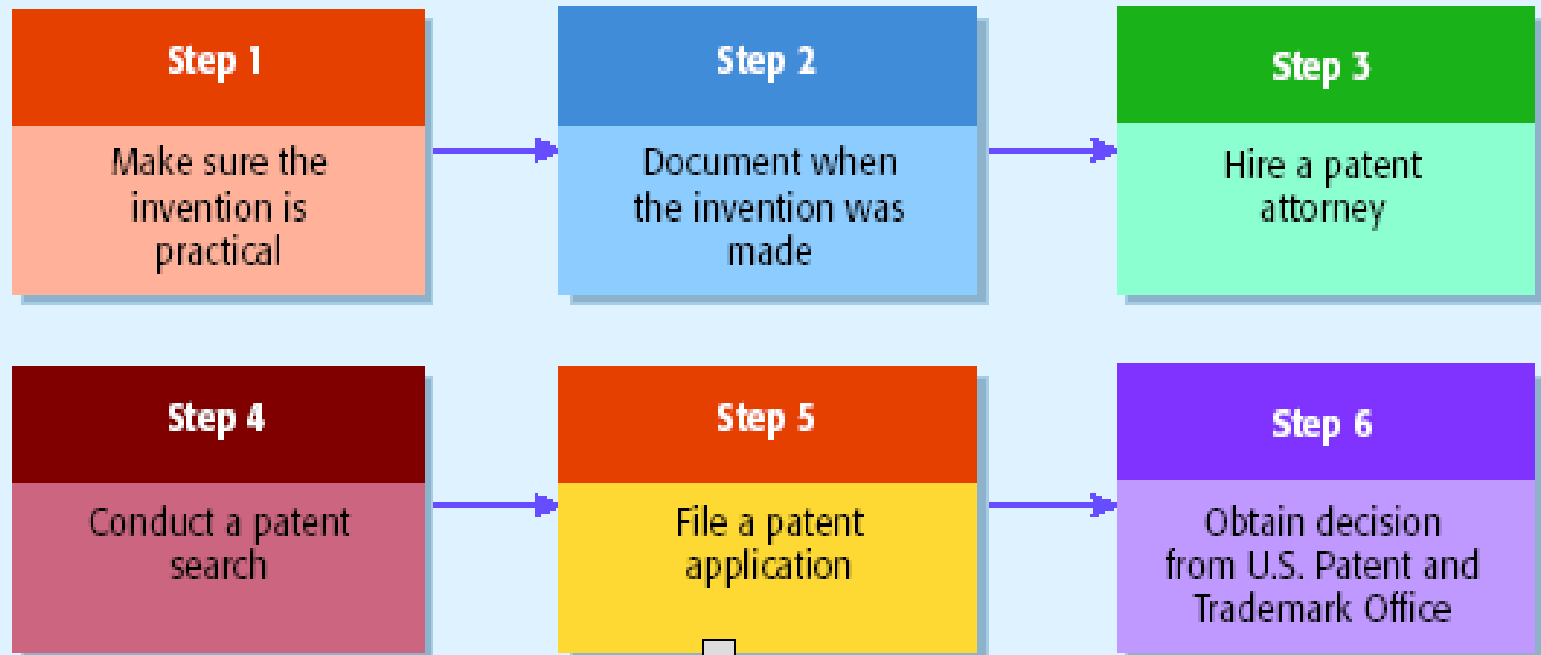 Step 1
Make sure the
invention is
practical
Step 2
Document when
the invention was
made
Step 3
Hire a patent
attorney
Step 4
Conduct a patent
search
Step 5
File a patent
application
Step 6
Obtain decision
from U.S. Patent and
Trademark Office